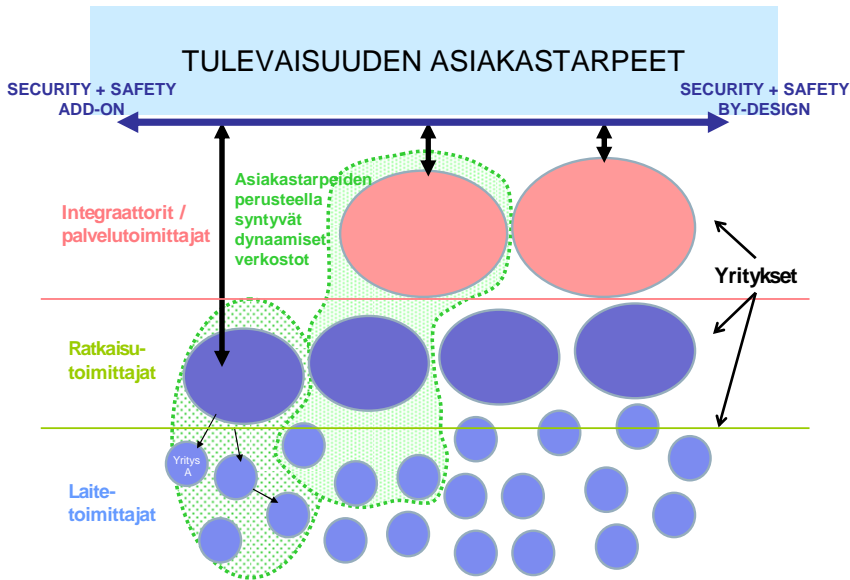 TULEVAISUUDEN ASIAKASTARPEET
SECURITY + SAFETY
ADD-ON
SECURITY + SAFETY
BY-DESIGN
Asiakastarpeiden
perusteella
syntyvät
dynaamiset
verkostot
Integraattorit /
palvelutoimittajat
Yritykset
Ratkaisu-
toimittajat
Yritys
A
Laite-
toimittajat